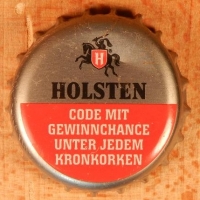 H
HOLSTEN
CODE MIT
GEWINNCHANCE
UNTER JEDEM
KRONKORKEN